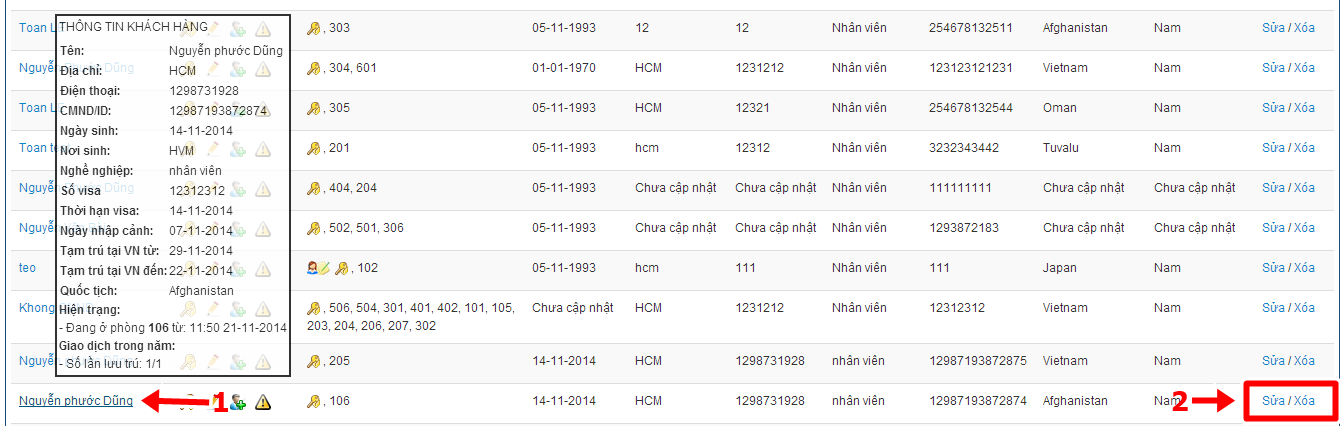 Toan L , 303 05-11-1993 12 12 Nhân viên 254678132511 Afghanistan Nam Sửa / Xóa
THÔNG TIN KHÁCH HÀNG
Tên: Nguyễn phước Dũng
Địa chỉ: HCM
Điện thoại: 1298731928
CMND/ID: 12987193872874
Ngày sinh: 14-11-2014
Nơi sinh: HVM
Nghề nghiệp: nhân viên
Số visa 12312312
Thời hạn visa: 14-11-2014
Ngày nhập cảnh: 07-11-2014
Tạm trú tại VN từ: 29-11-2014
Tạm trú tại VN đến: 22-11-2014
Quốc tịch: Afghanistan
Hiện trạng:
- Đang ở phòng 106 từ: 11:50 21-11-2014
Giao dịch trong năm:
- Số lần lưu trú: 1/1
Nguyễn phước Dũng , 304, 601 01-01-1970 HCM 1231212 Nhân viên 123123121231 Vietnam Nam Sửa / Xóa
Toan L , 305 05-11-1993 HCM 12321 Nhân viên 254678132544 Oman Nam Sửa / Xóa
Toan te , 201 05-11-1993 hcm 12312 Nhân viên 3232343442 Tuvalu Nam Sửa / Xóa
Nguyễn phước Dũng , 404, 204 05-11-1993 Chưa cập nhật Chưa cập nhật Nhân viên 111111111 Chưa cập nhật Chưa cập nhật Sửa / Xóa
Nguyễn , 502, 501, 306 05-11-1993 Chưa cập nhật Chưa cập nhật Nhân viên 1293872183 Chưa cập nhật Chưa cập nhật Sửa / Xóa
teo , 102 05-11-1993 hcm 111 Nhân viên 111 Japan Nam Sửa / Xóa
Khong , 506, 504, 301, 401, 402, 101, 105, Chưa cập nhật HCM 1231212 Nhân viên 12312312 Vietnam Nam Sửa / Xóa
203, 204, 206, 207, 302
Nguyễn phước Dũng , 205 14-11-2014 HCM 1298731928 nhân viên 12987193872875 Vietnam Nam Sửa / Xóa
Nguyễn phước Dũng 1 , 106 14-11-2014 HCM 1298731928 nhân viên 12987193872874 Afghanistan Nam 2 Sửa / Xóa